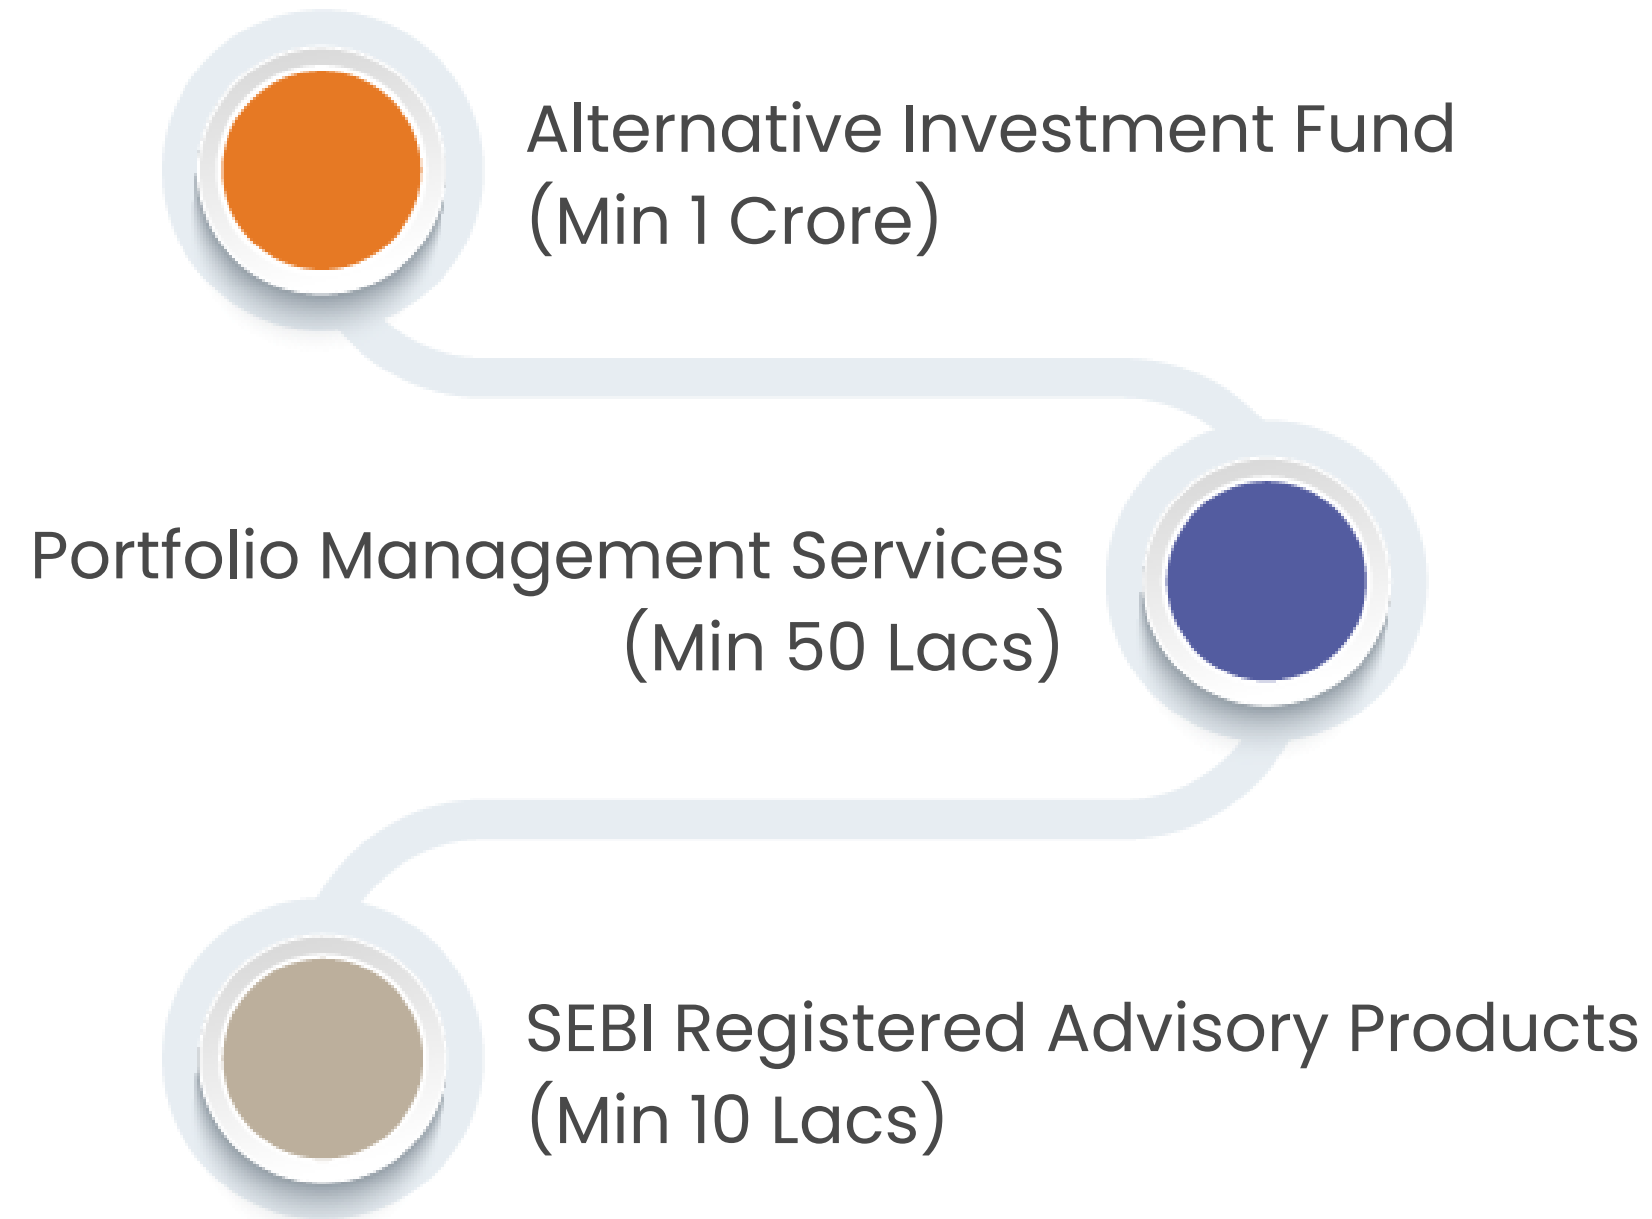 Alternative Investment Fund
(Min 1 Crore)
Portfolio Management Services
(Min 50 Lacs)
SEBI Registered Advisory Products
(Min 10 Lacs)